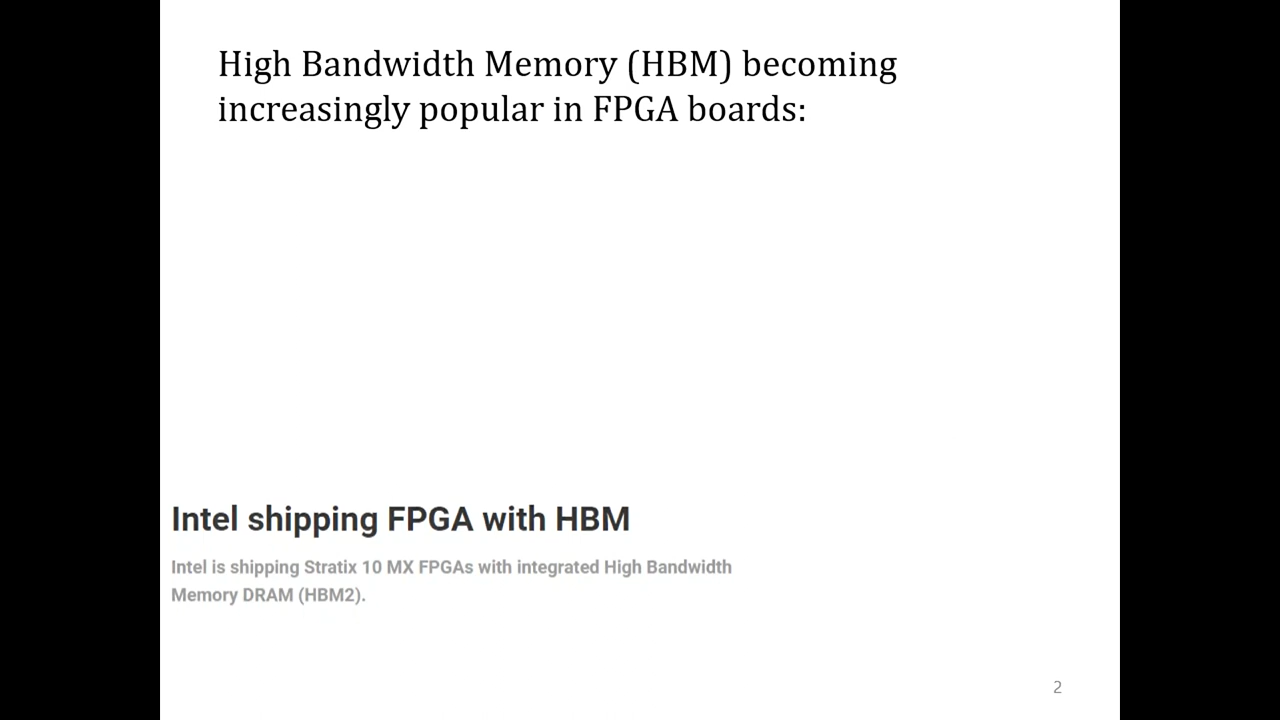 High Bandwidth Memory (HBM) becoming
increasingly popular in FPGA boards:
Intel shipping FPGA with HBM
Intel is shipping Stratix 10 MX FPGAs with integrated High Bandwidth
Memory DRAM (HBM2).
2